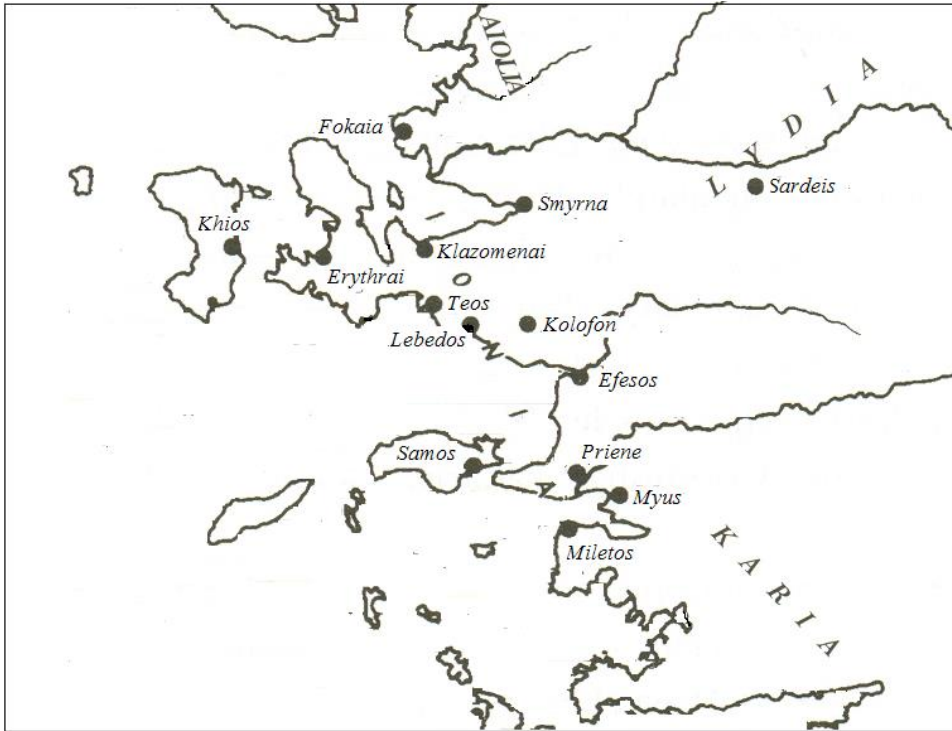 AIOLIA
LYDIA
Fokaia
Sardeis
Smyrna
Khios
Klazomenai
Erythrai
Teos
Lebedos
Kolofon
Efesos
Samos
Priene
Myus
Miletos
KARIA